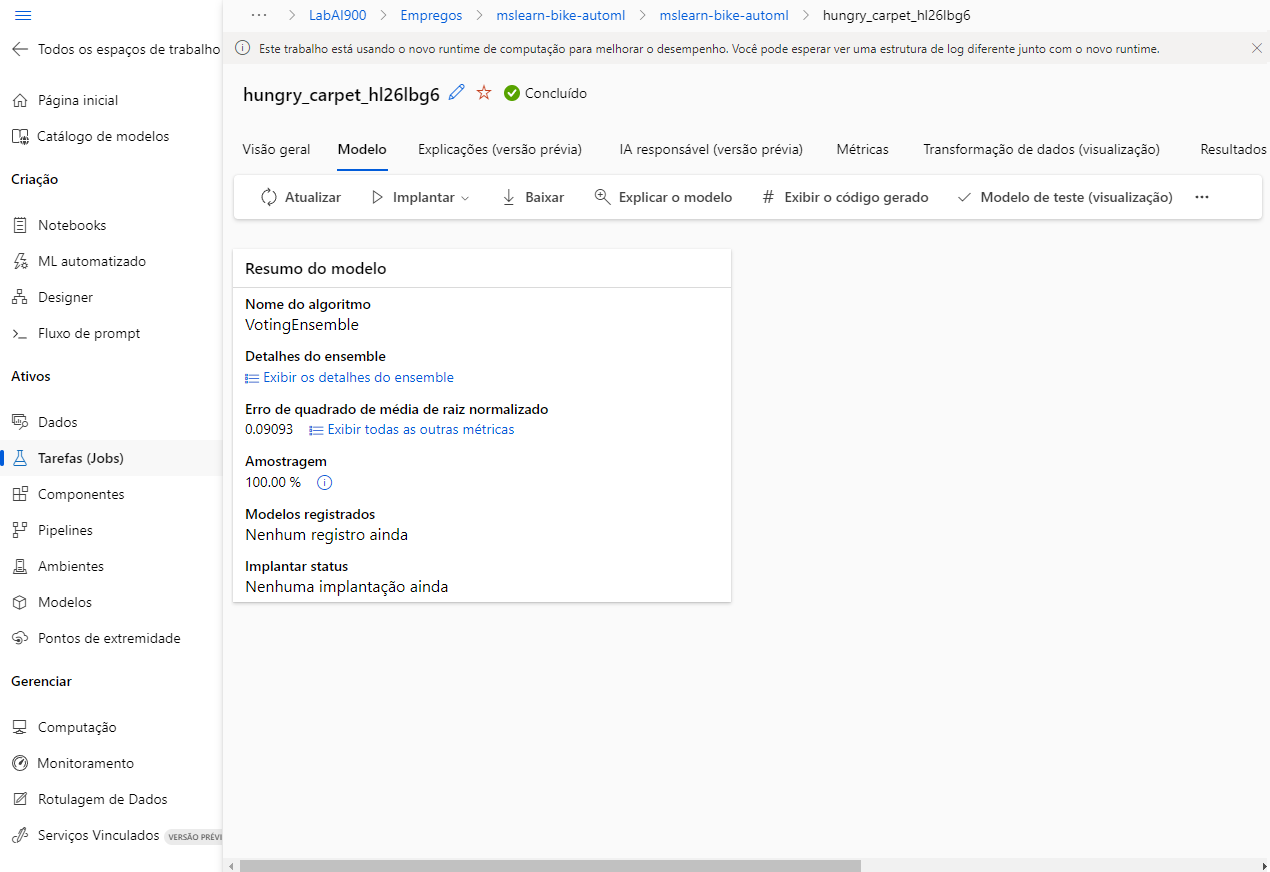 ··· > LabAI900 > Empregos > mslearn-bike-automl > mslearn-bike-automl > hungry_carpet_hl26lbg6
Todos os espaços de trabalho
Este trabalho está usando o novo runtime de computação para melhorar o desempenho. Você pode esperar ver uma estrutura de log diferente junto com o novo runtime.
Página inicial
Catálogo de modelos
Criação
Notebooks
ML automatizado
Designer
Fluxo de prompt
Ativos
Dados
Tarefas (Jobs)
Componentes
Pipelines
Ambientes
Modelos
Pontos de extremidade
Gerenciar
Computação
Monitoramento
Rotulagem de Dados
Serviços Vinculados VERSÃO PRÉVI
hungry_carpet_hl26lbg6 Concluído
Visão geral Modelo Explicações (versão prévia) IA responsável (versão prévia) Métricas Transformação de dados (visualização) Resultados
Atualizar Implantar Baixar Explicar o modelo # Exibir o código gerado Modelo de teste (visualização) ···
Resumo do modelo
Nome do algoritmo
VotingEnsemble
Detalhes do ensemble
Exibir os detalhes do ensemble
Erro de quadrado de média de raiz normalizado
0.09093 Exibir todas as outras métricas
Amostragem
100.00 %
Modelos registrados
Nenhum registro ainda
Implantar status
Nenhuma implantação ainda